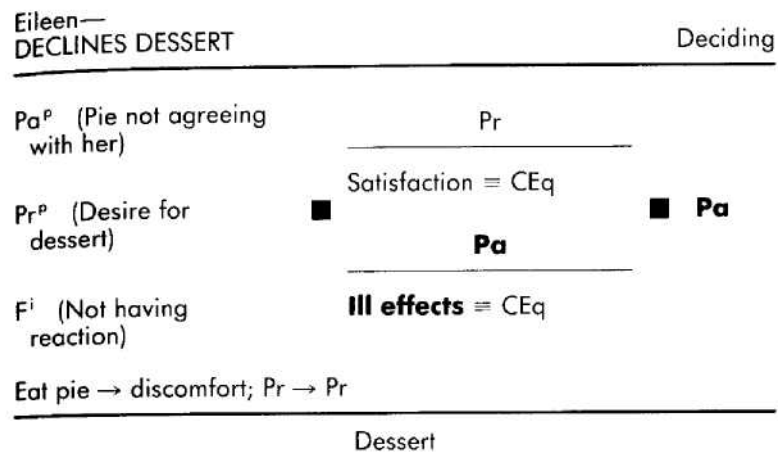 Eileen—
DECLINES DESSERT
Deciding
Paᵖ (Pie not agreeing
with her)
Pr
Satisfaction ≡ CEq
Prᵖ (Desire for
dessert)
■
■ Pa
Pa
Fⁱ (Not having
reaction)
Ill effects ≡ CEq
Eat pie → discomfort; Pr → Pr
Dessert